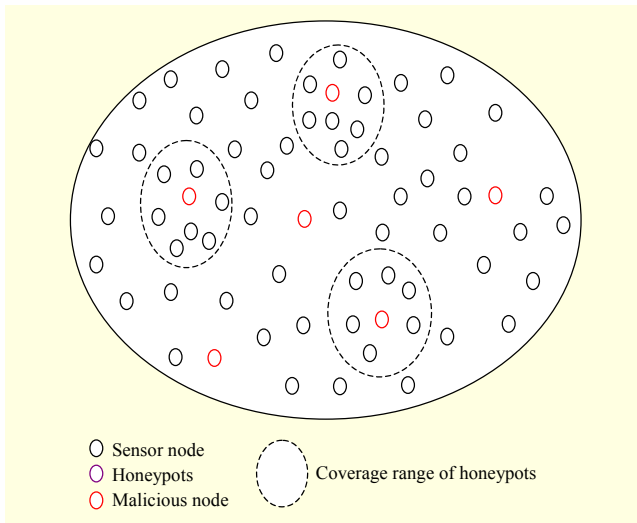 Sensor node
Honeypots
Malicious node
Coverage range of honeypots